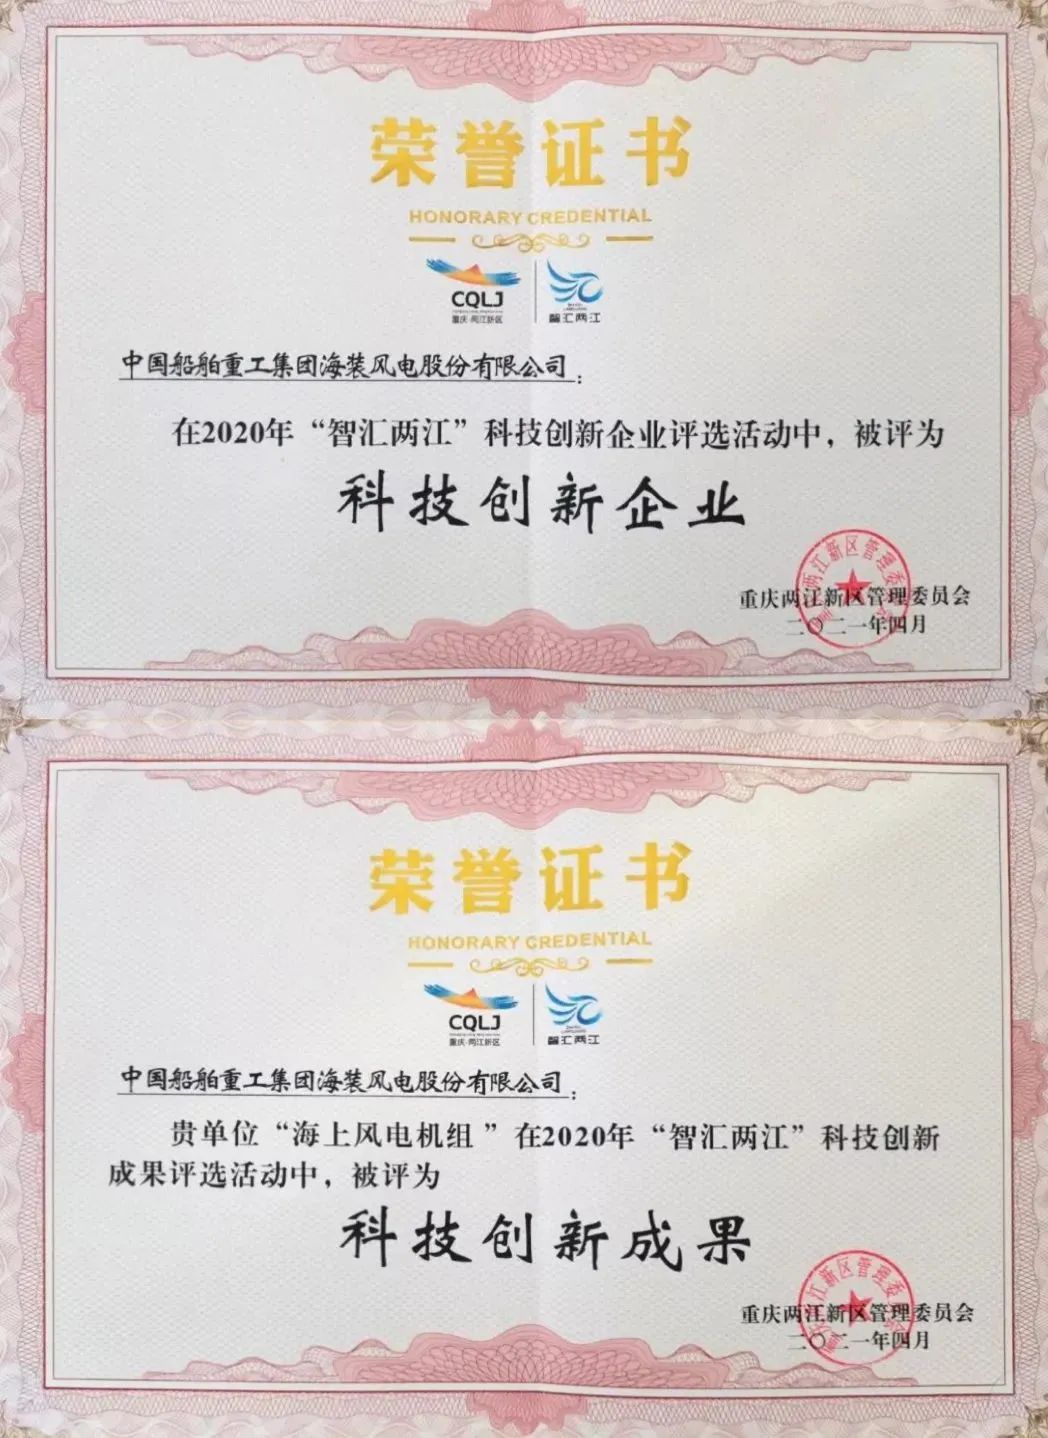 荣誉证书
HONORARY CREDENTIAL
CQLJ
重庆·两江新区
智汇两江
中国船舶重工集团海装风电股份有限公司：
在2020年“智汇两江”科技创新企业评选活动中，被评为
科技创新企业
重庆两江新区管理委员会
二〇二一年四月
荣誉证书
HONORARY CREDENTIAL
CQLJ
重庆·两江新区
智汇两江
中国船舶重工集团海装风电股份有限公司：
贵单位“海上风电机组”在2020年“智汇两江”科技创新
成果评选活动中，被评为
科技创新成果
重庆两江新区管理委员会
二〇二一年四月